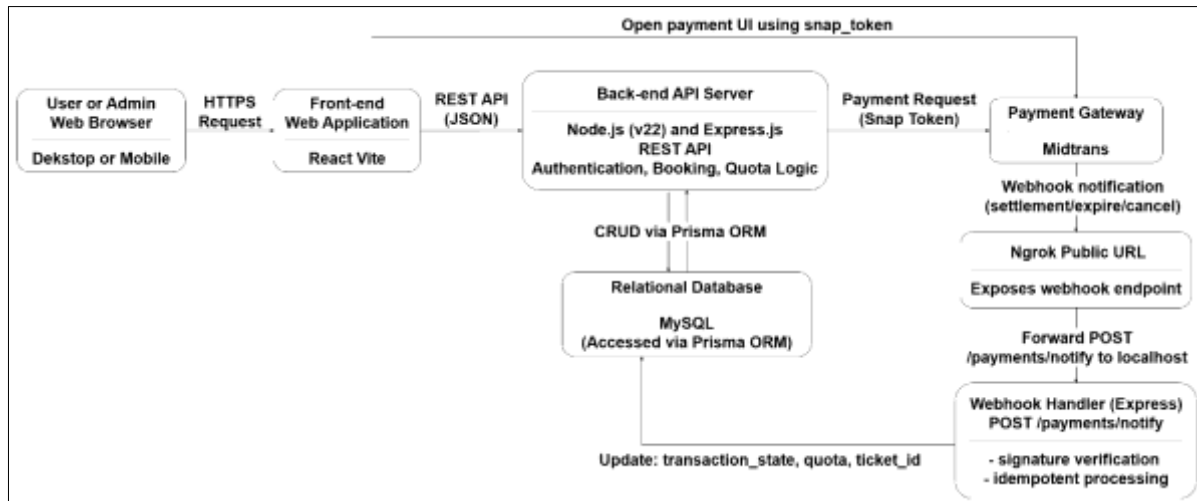 Open payment UI using snap_token
User or Admin
Web Browser
Dekstop or Mobile
HTTPS
Request
Front-end
Web Application
React Vite
REST API
(JSON)
Back-end API Server
Node.js (v22) and Express.js
REST API
Authentication, Booking, Quota Logic
Payment Request
(Snap Token)
Payment Gateway
Midtrans
Webhook notification
(settlement/expire/cancel)
CRUD via Prisma ORM
Ngrok Public URL
Exposes webhook endpoint
Relational Database
MySQL
(Accessed via Prisma ORM)
Forward POST
/payments/notify to localhost
Webhook Handler (Express)
POST /payments/notify
- signature verification
- idempotent processing
Update: transaction_state, quota, ticket_id